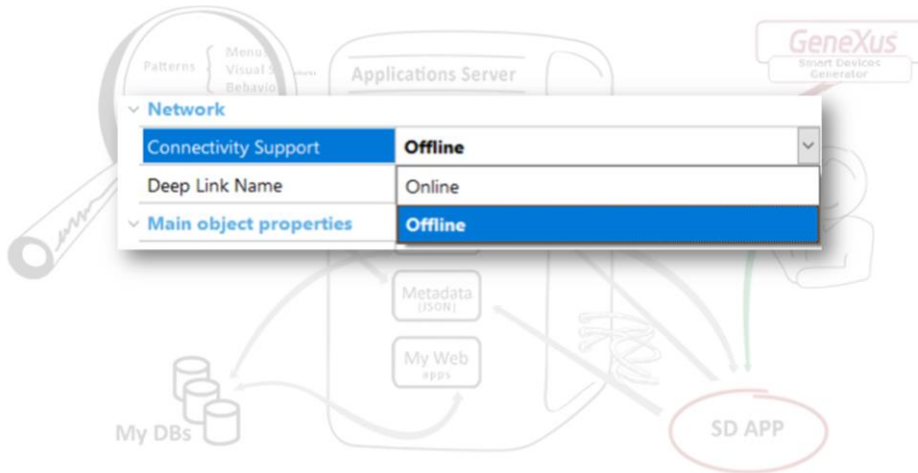 Patterns
Menus
Visual
Behavio
Applications Server
GeneXus
Smart Devices
Generator
Network
Connectivity Support
Offline
Deep Link Name
Online
Main object properties
Offline
Metadata
(JSON)
My Web
apps
My DBs
SD APP